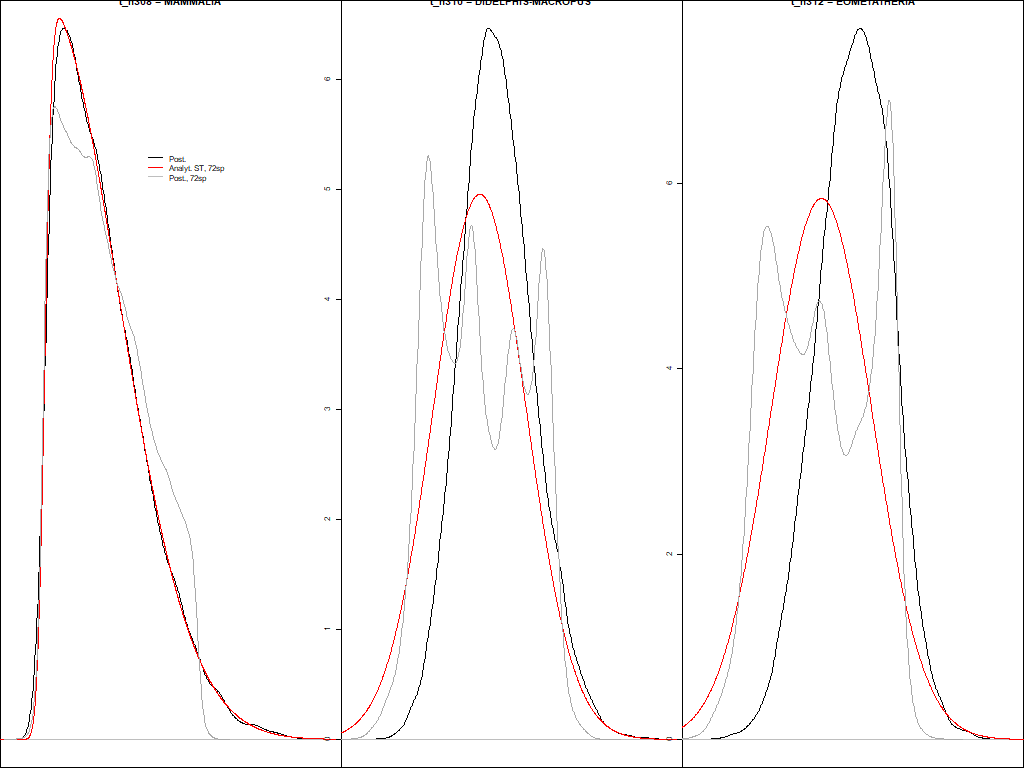 t_n308 – MAMMALIA
t_n310 – DIDELPHIS-MACROPUS
t_n312 – EOMETATHERIA
Post.
Analyt. ST, 72sp
Post., 72sp
6
5
4
3
2
1
0
6
4
2
0